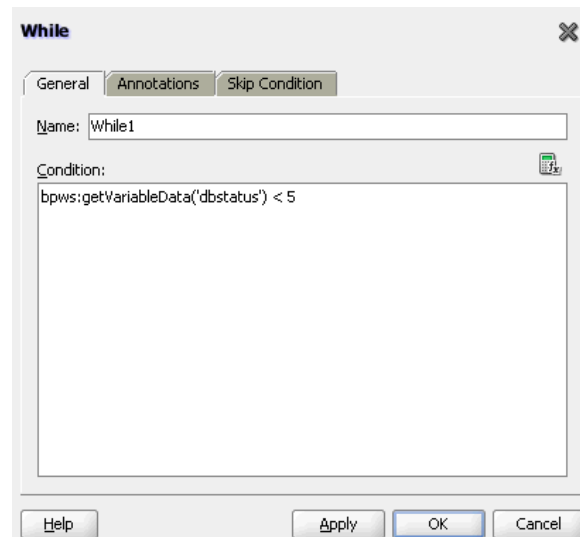 While
General Annotations Skip Condition
Name: While1
Condition:
bpws:getVariableData('dbstatus') < 5
Help Apply OK Cancel